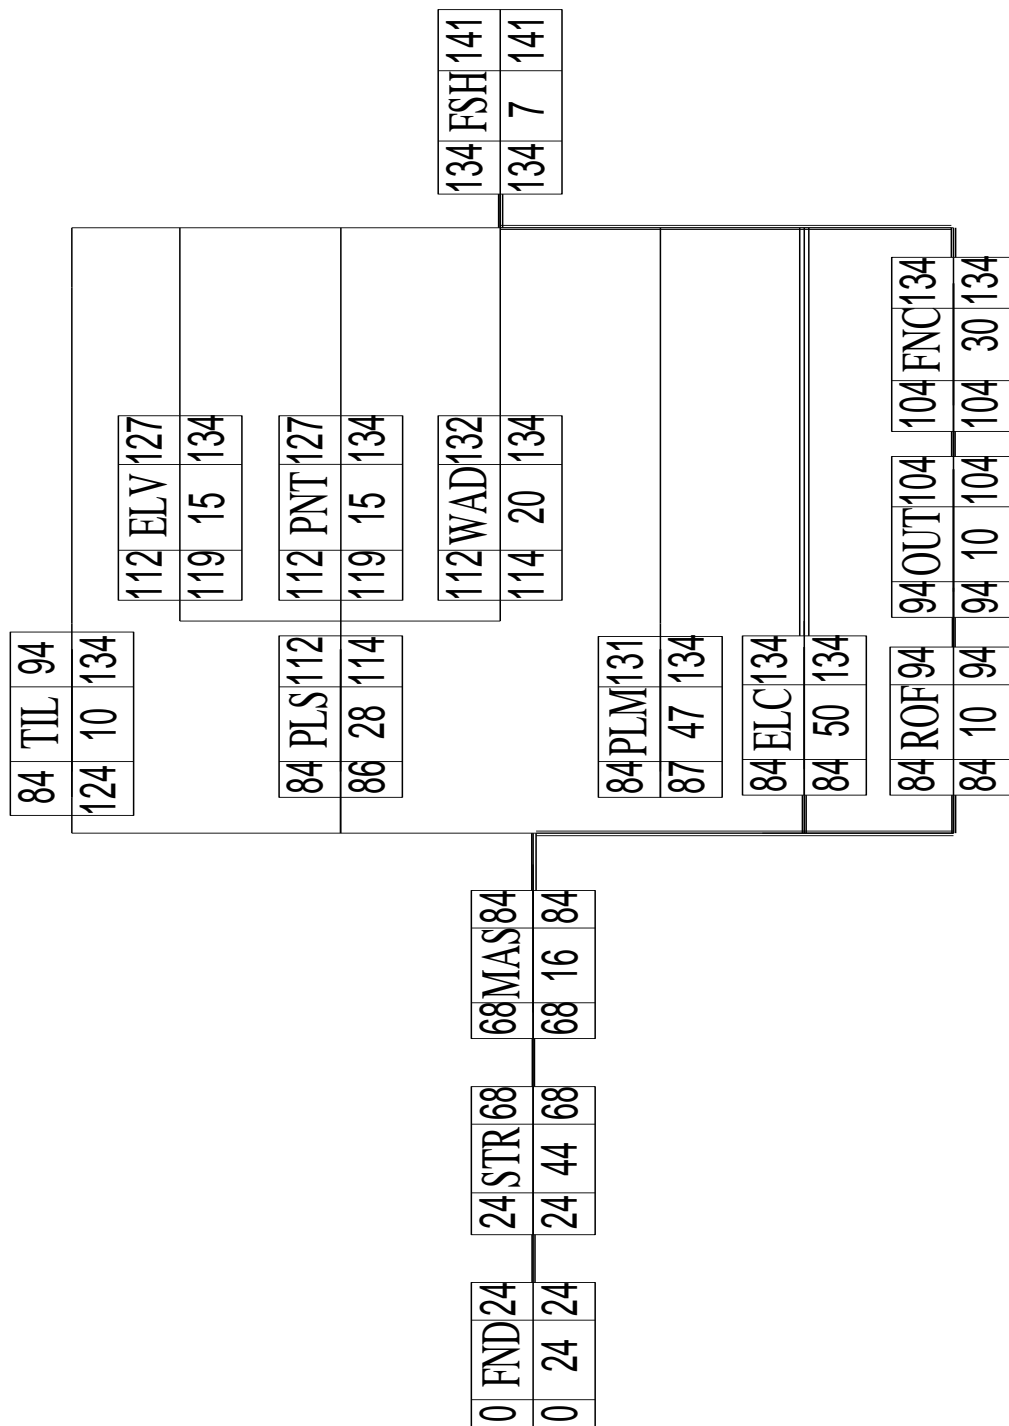 0 FND 24
0 24 24
24 STR 68
24 44 68
68 MAS 84
68 16 84
84 TIL 94
124 10 134
84 PLS 112
86 28 114
84 PLM 131
87 47 134
84 ELC 134
84 50 134
84 ROF 94
84 10 94
112 ELV 127
119 15 134
112 PNT 127
119 15 134
112 WAD 132
114 20 134
94 OUT 104
94 10 104
104 FNC 134
104 30 134
134 FSH 141
134 7 141